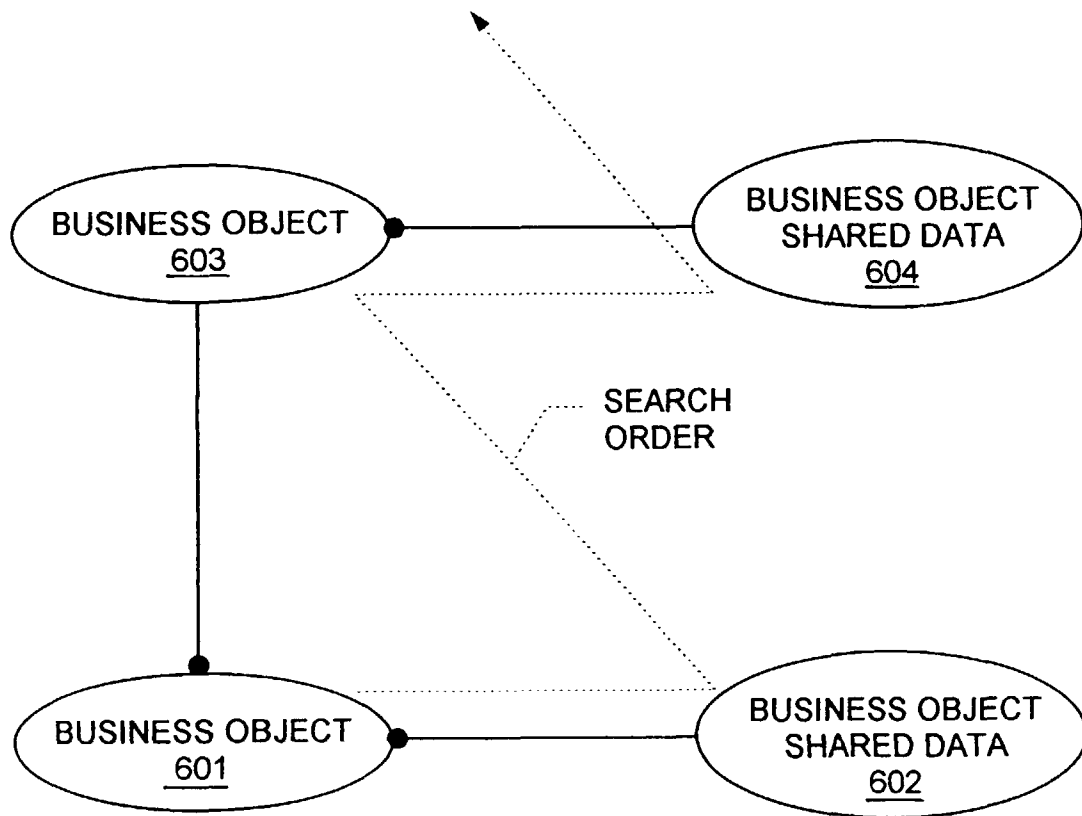 BUSINESS OBJECT
603
BUSINESS OBJECT
SHARED DATA
604
SEARCH
ORDER
BUSINESS OBJECT
601
BUSINESS OBJECT
SHARED DATA
602